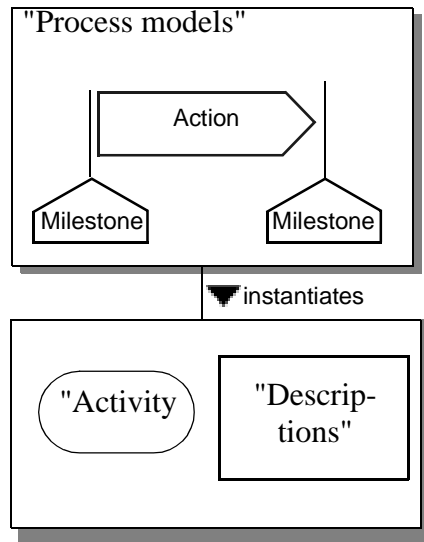 "Process models"
Action
Milestone
Milestone
instantiates
"Activity
"Descrip-
tions"